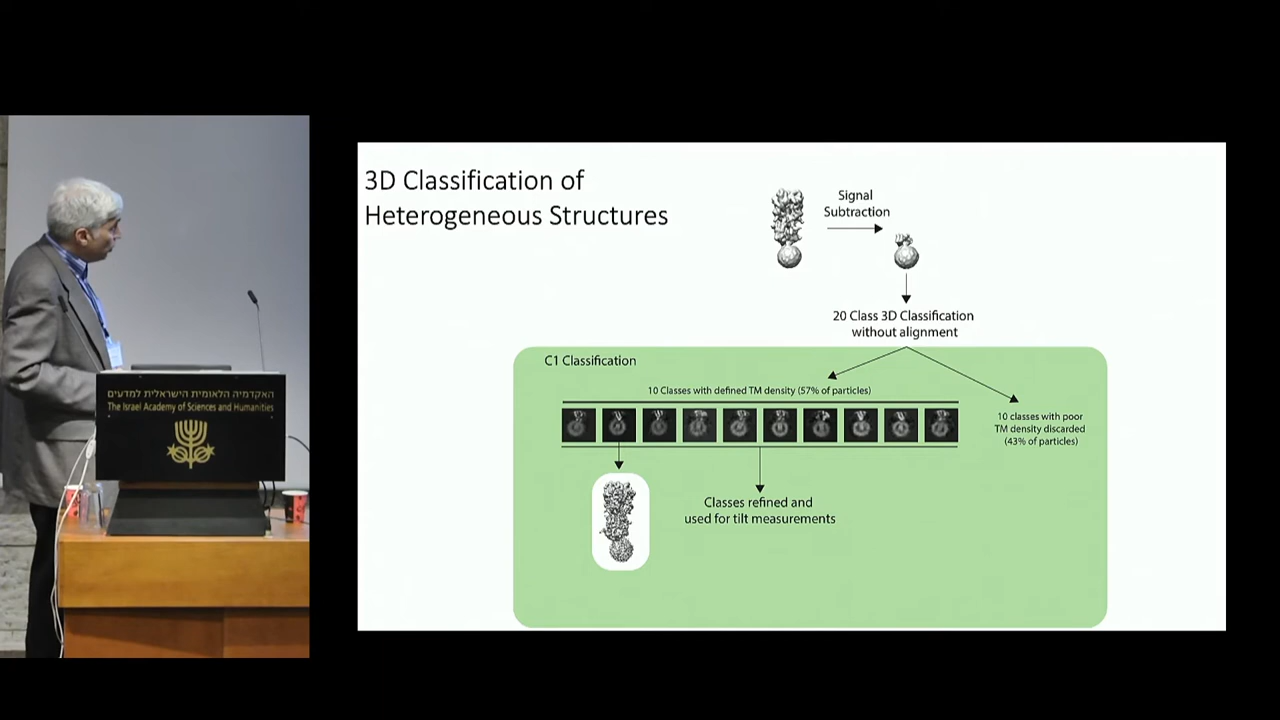 3D Classification of
Heterogeneous Structures
Signal
Subtraction
20 Class 3D Classification
without alignment
C1 Classification
10 Classes with defined TM density (57% of particles)
10 classes with poor
TM density discarded
(43% of particles)
Classes refined and
used for tilt measurements
האקדמיה הלאומית הישראלית למדעים
The Israel Academy of Sciences and Humanities